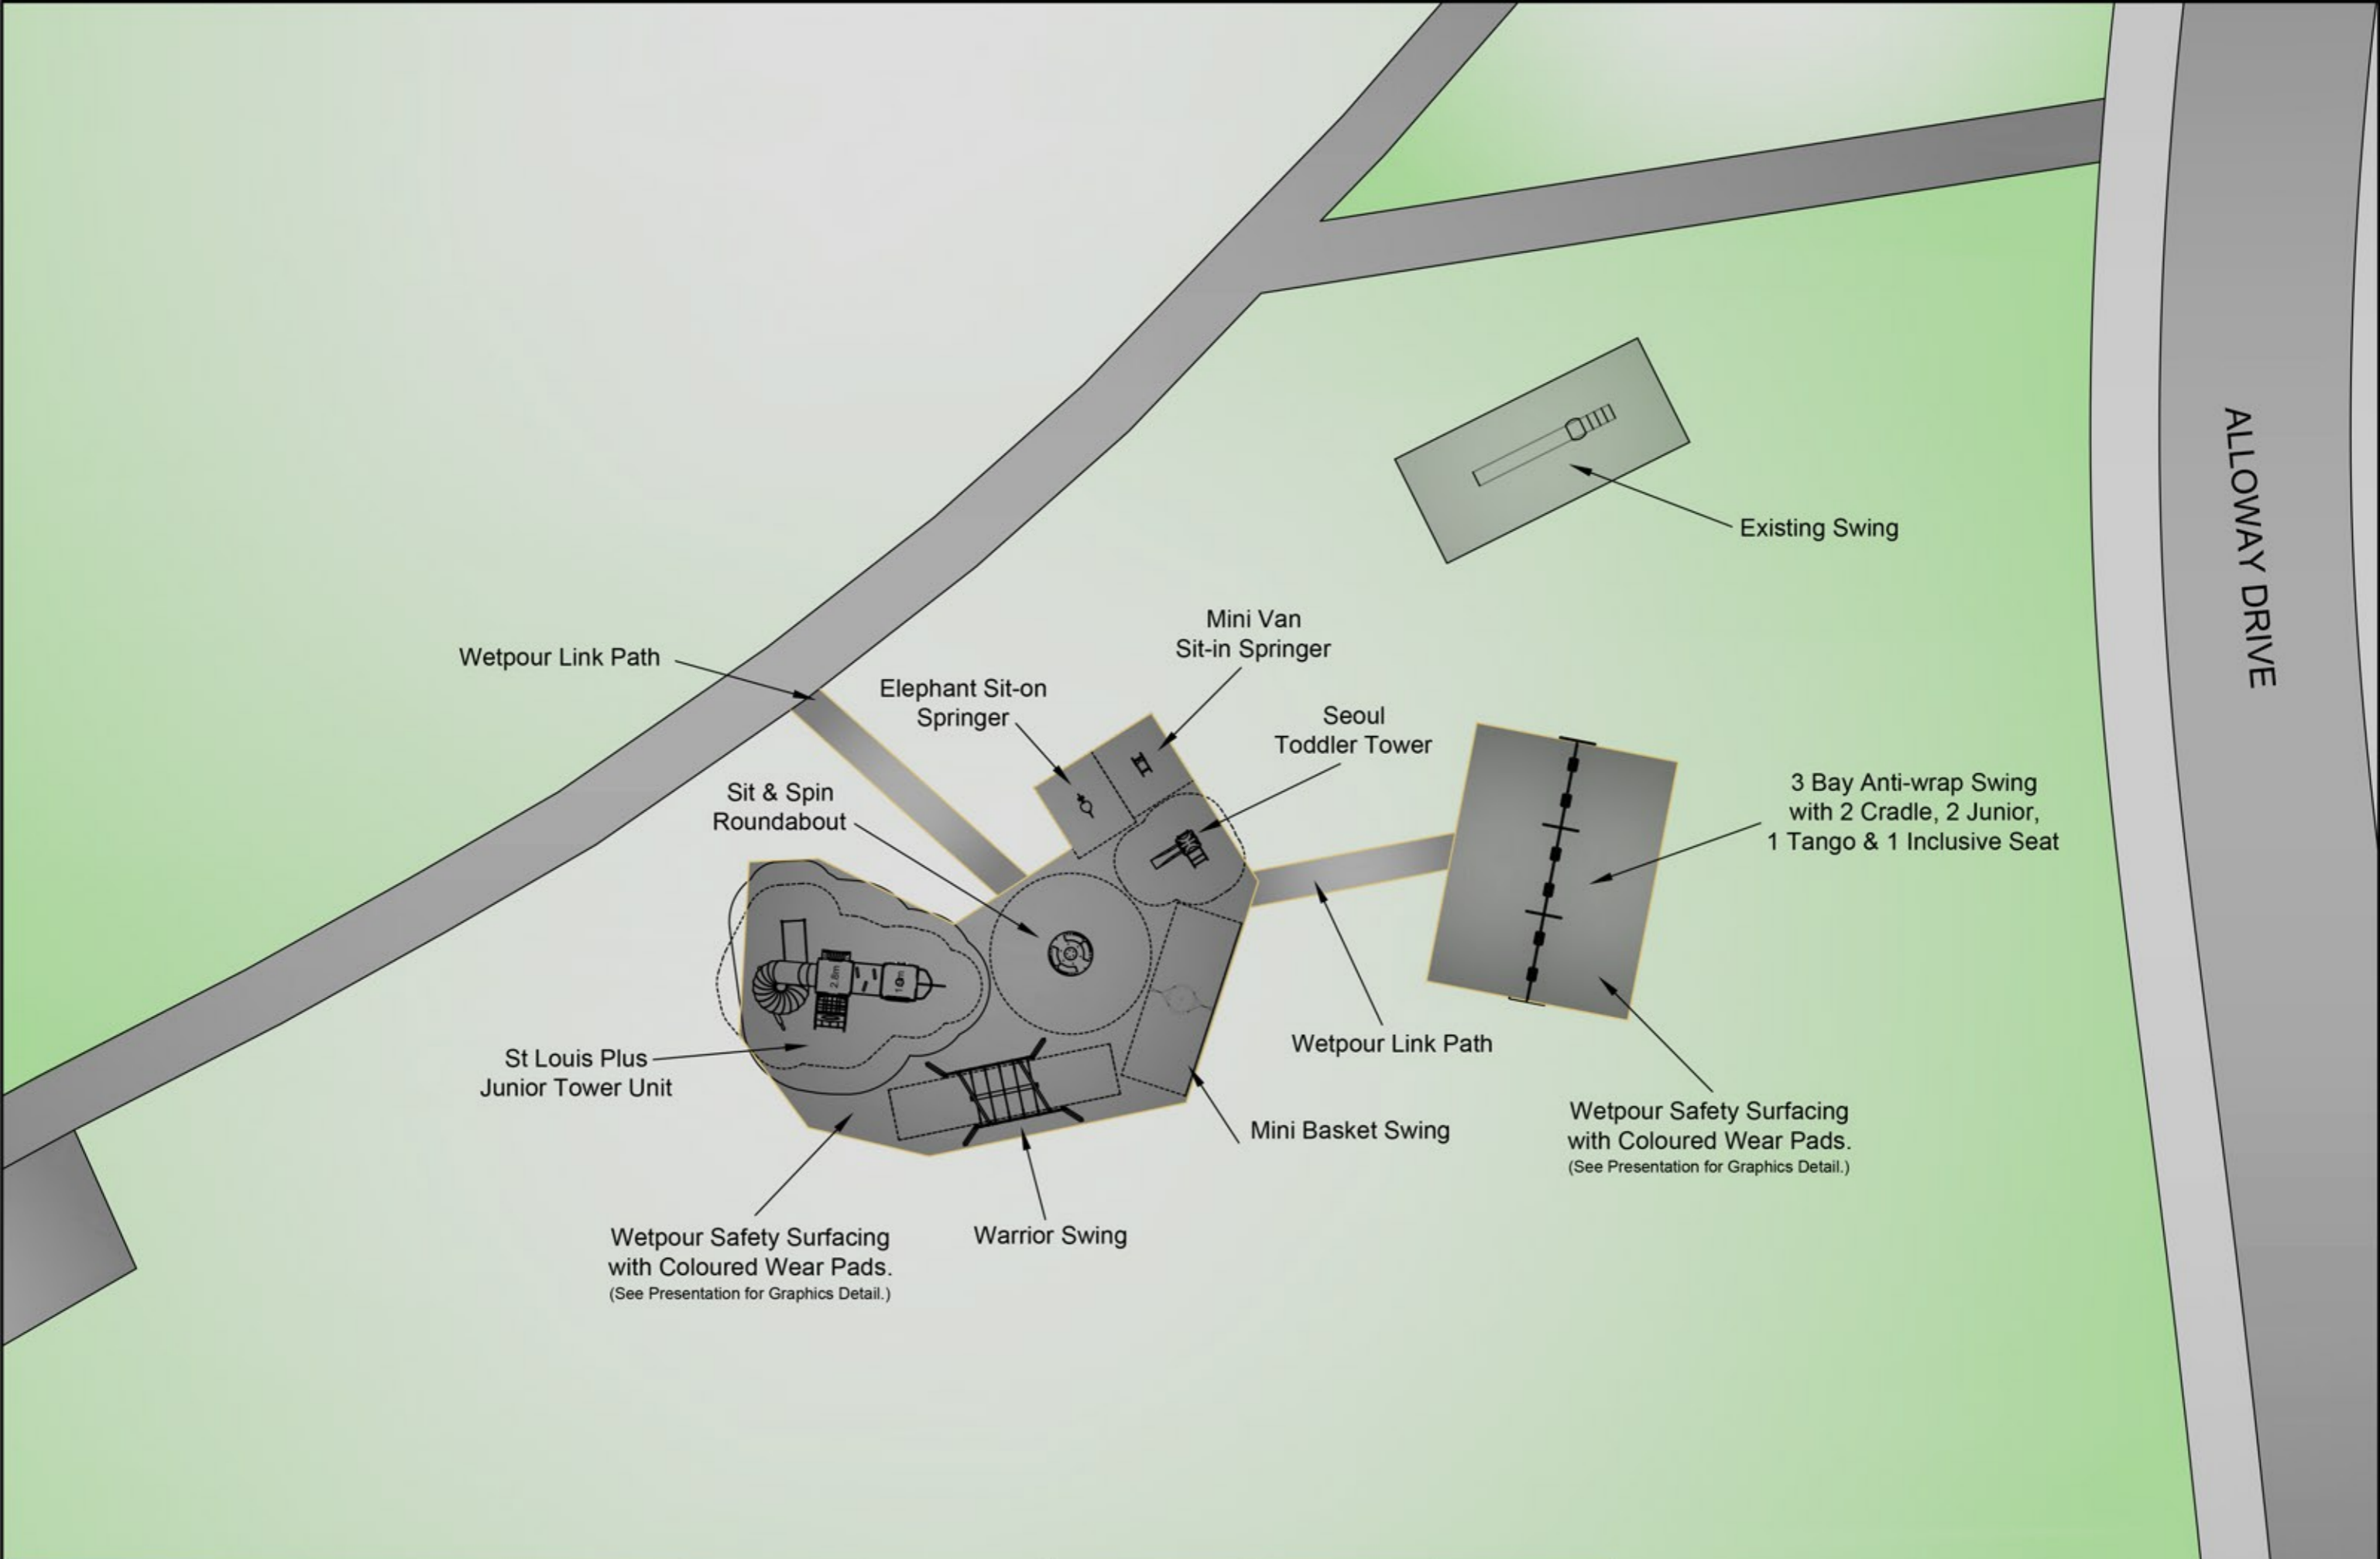 ALLOWAY DRIVE
Existing Swing
Mini Van
Sit-in Springer
Wetpour Link Path
Elephant Sit-on
Springer
Seoul
Toddler Tower
Sit & Spin
Roundabout
3 Bay Anti-wrap Swing
with 2 Cradle, 2 Junior,
1 Tango & 1 Inclusive Seat
2.8m
St Louis Plus
Junior Tower Unit
Wetpour Link Path
Mini Basket Swing
Wetpour Safety Surfacing
with Coloured Wear Pads.
(See Presentation for Graphics Detail.)
Warrior Swing
Wetpour Safety Surfacing
with Coloured Wear Pads.
(See Presentation for Graphics Detail.)